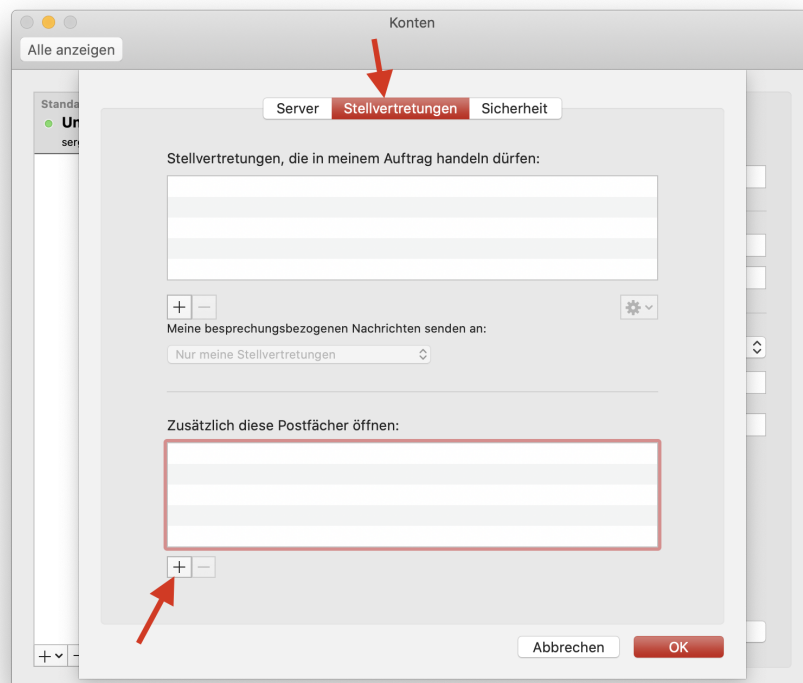 Konten
Alle anzeigen
Standa
Un
ser
Server Stellvertretungen Sicherheit
Stellvertretungen, die in meinem Auftrag handeln dürfen:
Meine besprechungsbezogenen Nachrichten senden an:
Nur meine Stellvertretungen
Zusätzlich diese Postfächer öffnen:
Abbrechen OK